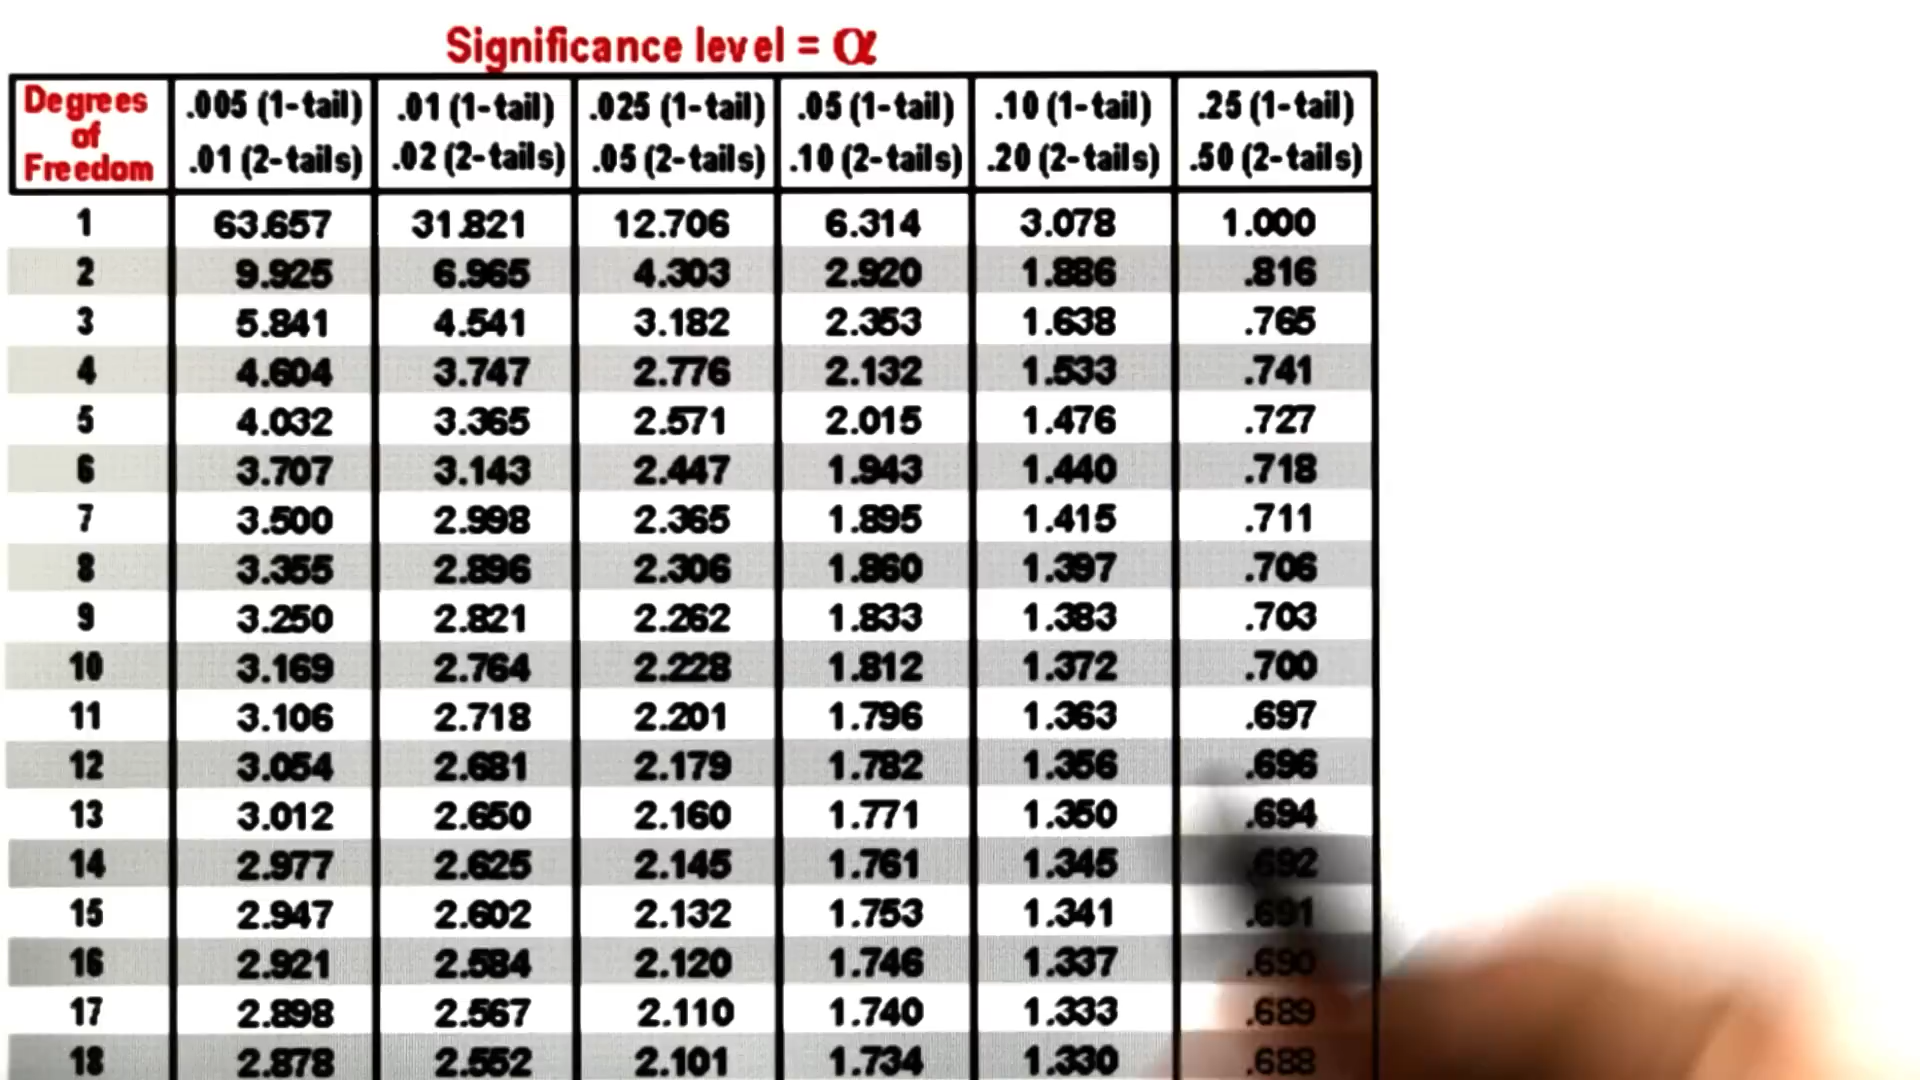 Significance level = α
Degrees of Freedom .005 (1-tail) .01 (2-tails) .01 (1-tail) .02 (2-tails) .025 (1-tail) .05 (2-tails) .05 (1-tail) .10 (2-tails) .10 (1-tail) .20 (2-tails) .25 (1-tail) .50 (2-tails)
1 63.657 31.821 12.706 6.314 3.078 1.000
2 9.925 6.965 4.303 2.920 1.886 .816
3 5.841 4.541 3.182 2.353 1.638 .765
4 4.604 3.747 2.776 2.132 1.533 .741
5 4.032 3.365 2.571 2.015 1.476 .727
6 3.707 3.143 2.447 1.943 1.440 .718
7 3.500 2.998 2.365 1.895 1.415 .711
8 3.355 2.896 2.306 1.860 1.397 .706
9 3.250 2.821 2.262 1.833 1.383 .703
10 3.169 2.764 2.228 1.812 1.372 .700
11 3.106 2.718 2.201 1.796 1.363 .697
12 3.054 2.681 2.179 1.782 1.356 .696
13 3.012 2.650 2.160 1.771 1.350 .694
14 2.977 2.625 2.145 1.761 1.345 .692
15 2.947 2.602 2.132 1.753 1.341 .691
16 2.921 2.584 2.120 1.746 1.337 .690
17 2.898 2.567 2.110 1.740 1.333 .689
18 2.878 2.552 2.101 1.734 1.330 .688